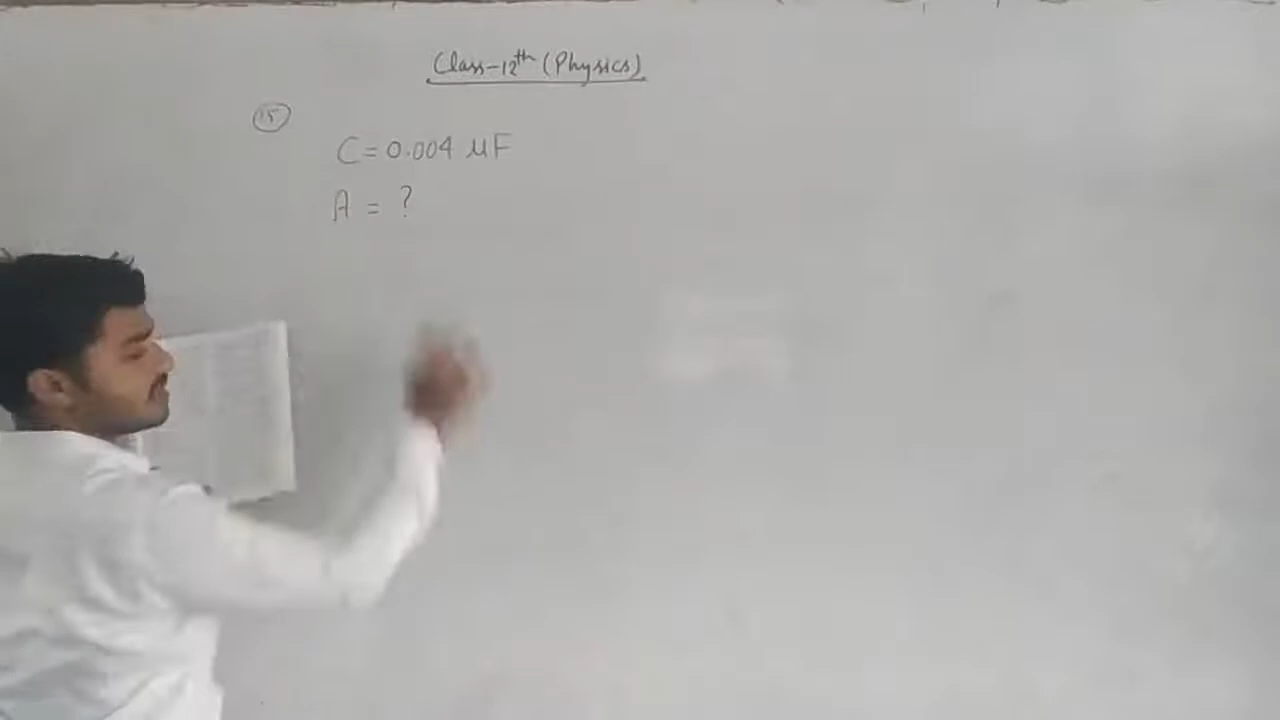 Class-12th (Physics)
15
C = 0.004 μF
A = ?